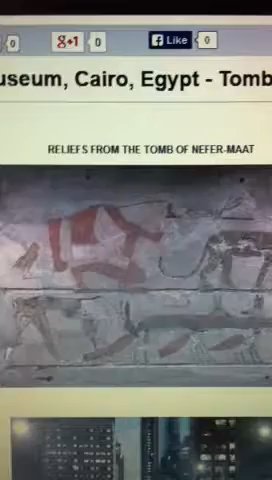 0 g+1 0 Like 0
useum, Cairo, Egypt - Tomb
RELIEFS FROM THE TOMB OF NEFER-MAAT